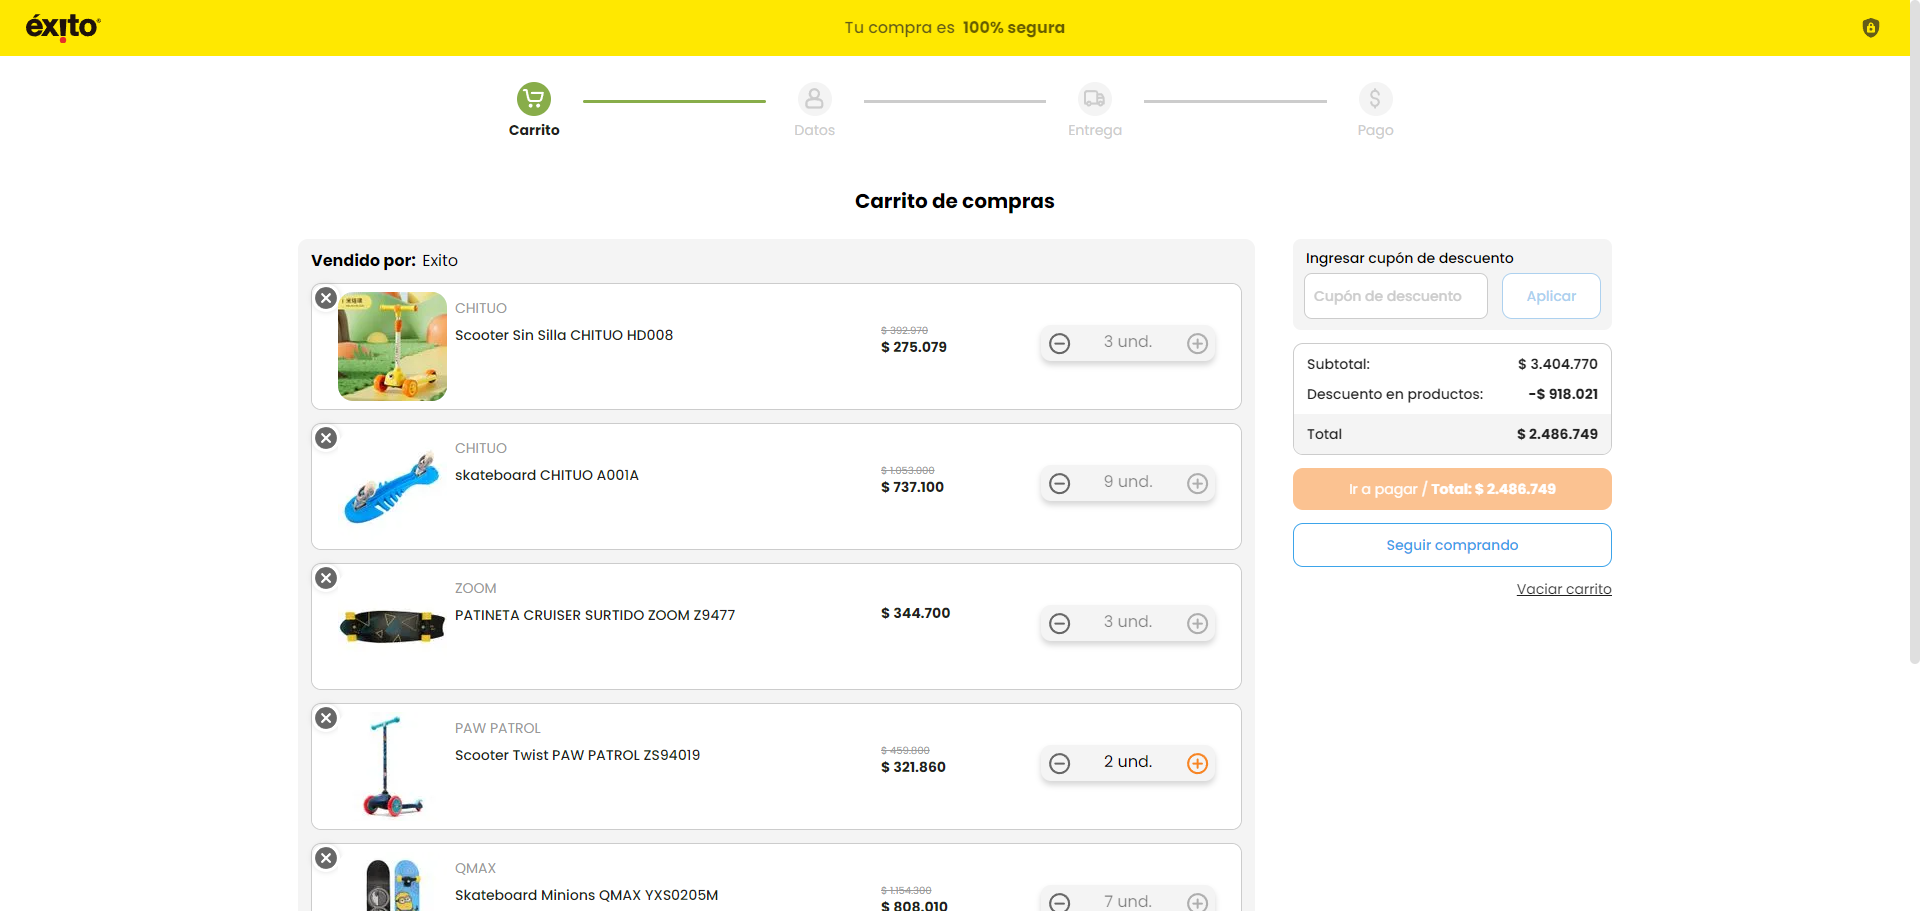 éxito
Tu compra es 100% segura
Carrito
Datos
Entrega
Pago
Carrito de compras
Vendido por: Exito
CHITUO
Scooter Sin Silla CHITUO HD008
$ 392.970
$ 275.079
3 und.
CHITUO
skateboard CHITUO A001A
$ 1.053.000
$ 737.100
9 und.
ZOOM
PATINETA CRUISER SURTIDO ZOOM Z9477
$ 344.700
3 und.
PAW PATROL
Scooter Twist PAW PATROL ZS94019
$ 459.800
$ 321.860
2 und.
QMAX
Skateboard Minions QMAX YXS0205M
$ 1.154.300
$ 808.010
7 und.
Ingresar cupón de descuento
Cupón de descuento
Aplicar
Subtotal: $ 3.404.770
Descuento en productos: -$ 918.021
Total $ 2.486.749
Ir a pagar / Total: $ 2.486.749
Seguir comprando
Vaciar carrito